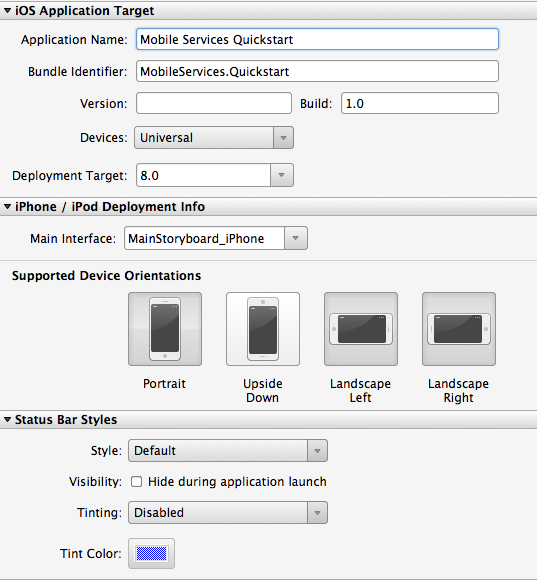 iOS Application Target
Application Name: Mobile Services Quickstart
Bundle Identifier: MobileServices.Quickstart
Version: Build: 1.0
Devices: Universal
Deployment Target: 8.0
iPhone / iPod Deployment Info
Main Interface: MainStoryboard_iPhone
Supported Device Orientations
Portrait Upside Landscape Landscape
Down Left Right
Status Bar Styles
Style: Default
Visibility: Hide during application launch
Tinting: Disabled
Tint Color: